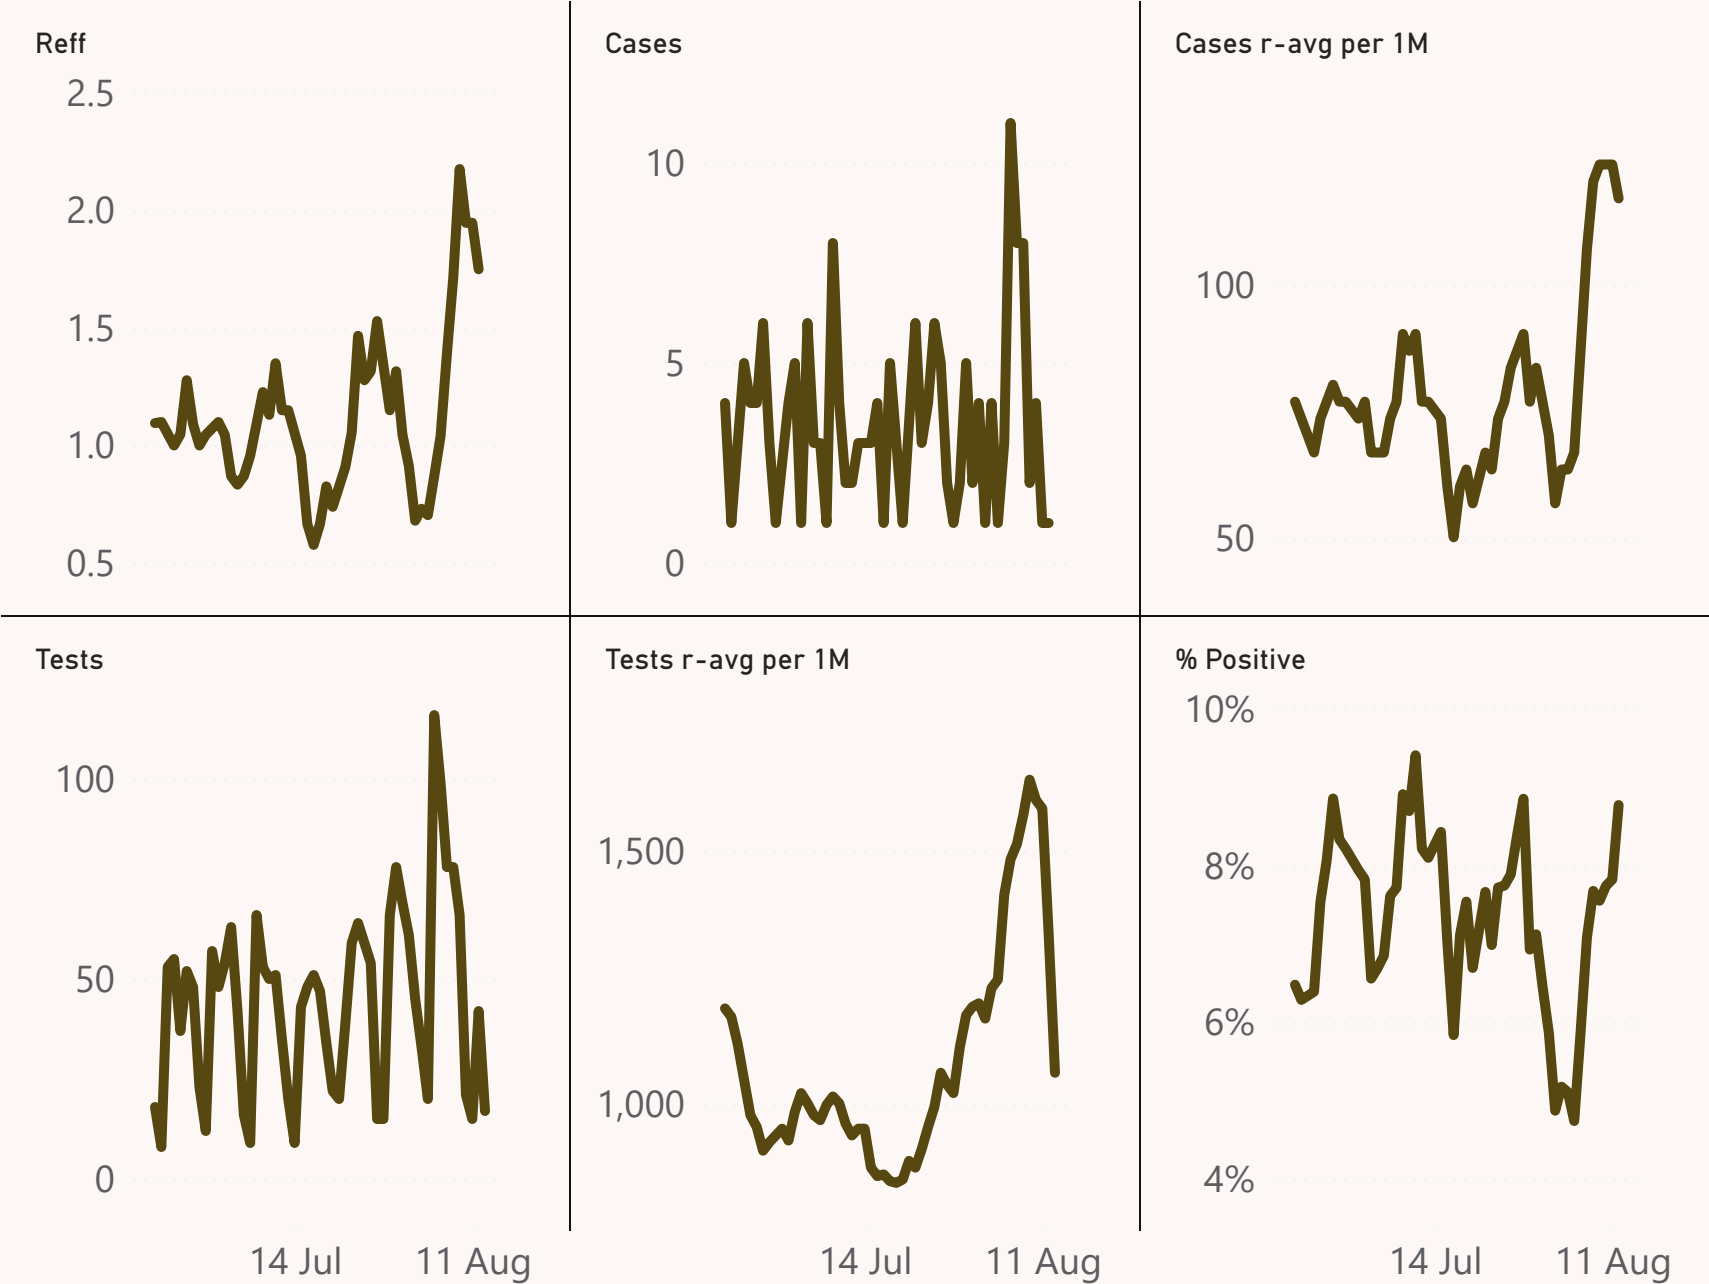 Reff
2.5
2.0
1.5
1.0
0.5
Cases
10
5
0
Cases r-avg per 1M
100
50
Tests
100
50
0
14 Jul
11 Aug
Tests r-avg per 1M
1,500
1,000
14 Jul
11 Aug
% Positive
10%
8%
6%
4%
14 Jul
11 Aug